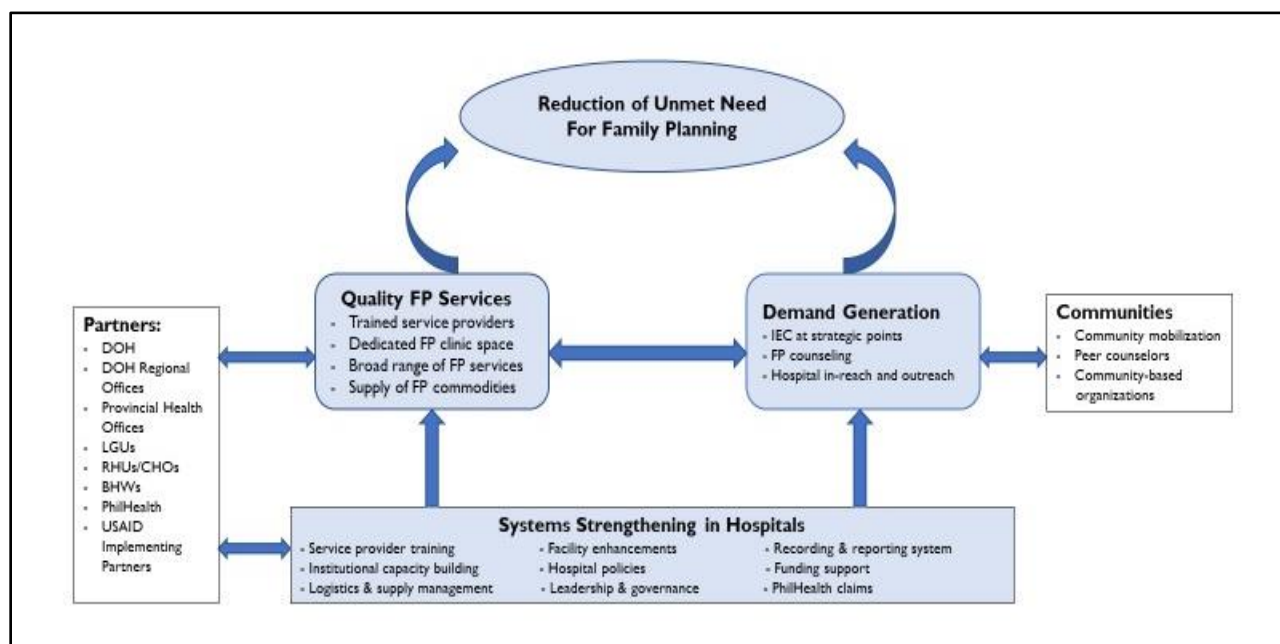 Reduction of Unmet Need
For Family Planning
Quality FP Services
- Trained service providers
- Dedicated FP clinic space
- Broad range of FP services
- Supply of FP commodities
Demand Generation
- IEC at strategic points
- FP counseling
- Hospital in-reach and outreach
Partners:
- DOH
- DOH Regional
Offices
- Provincial Health
Offices
- LGUs
- RHUs/CHOs
- BHWs
- PhilHealth
- USAID
Implementing
Partners
Communities
- Community mobilization
- Peer counselors
- Community-based
organizations
Systems Strengthening in Hospitals
- Service provider training
- Institutional capacity building
- Logistics & supply management
- Facility enhancements
- Hospital policies
- Leadership & governance
- Recording & reporting system
- Funding support
- PhilHealth claims